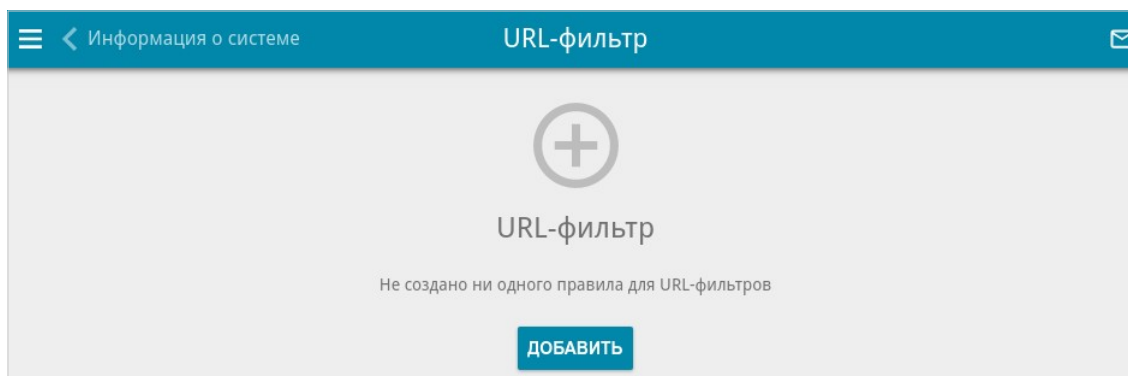 Информация о системе
URL-фильтр
URL-фильтр
Не создано ни одного правила для URL-фильтров
ДОБАВИТЬ